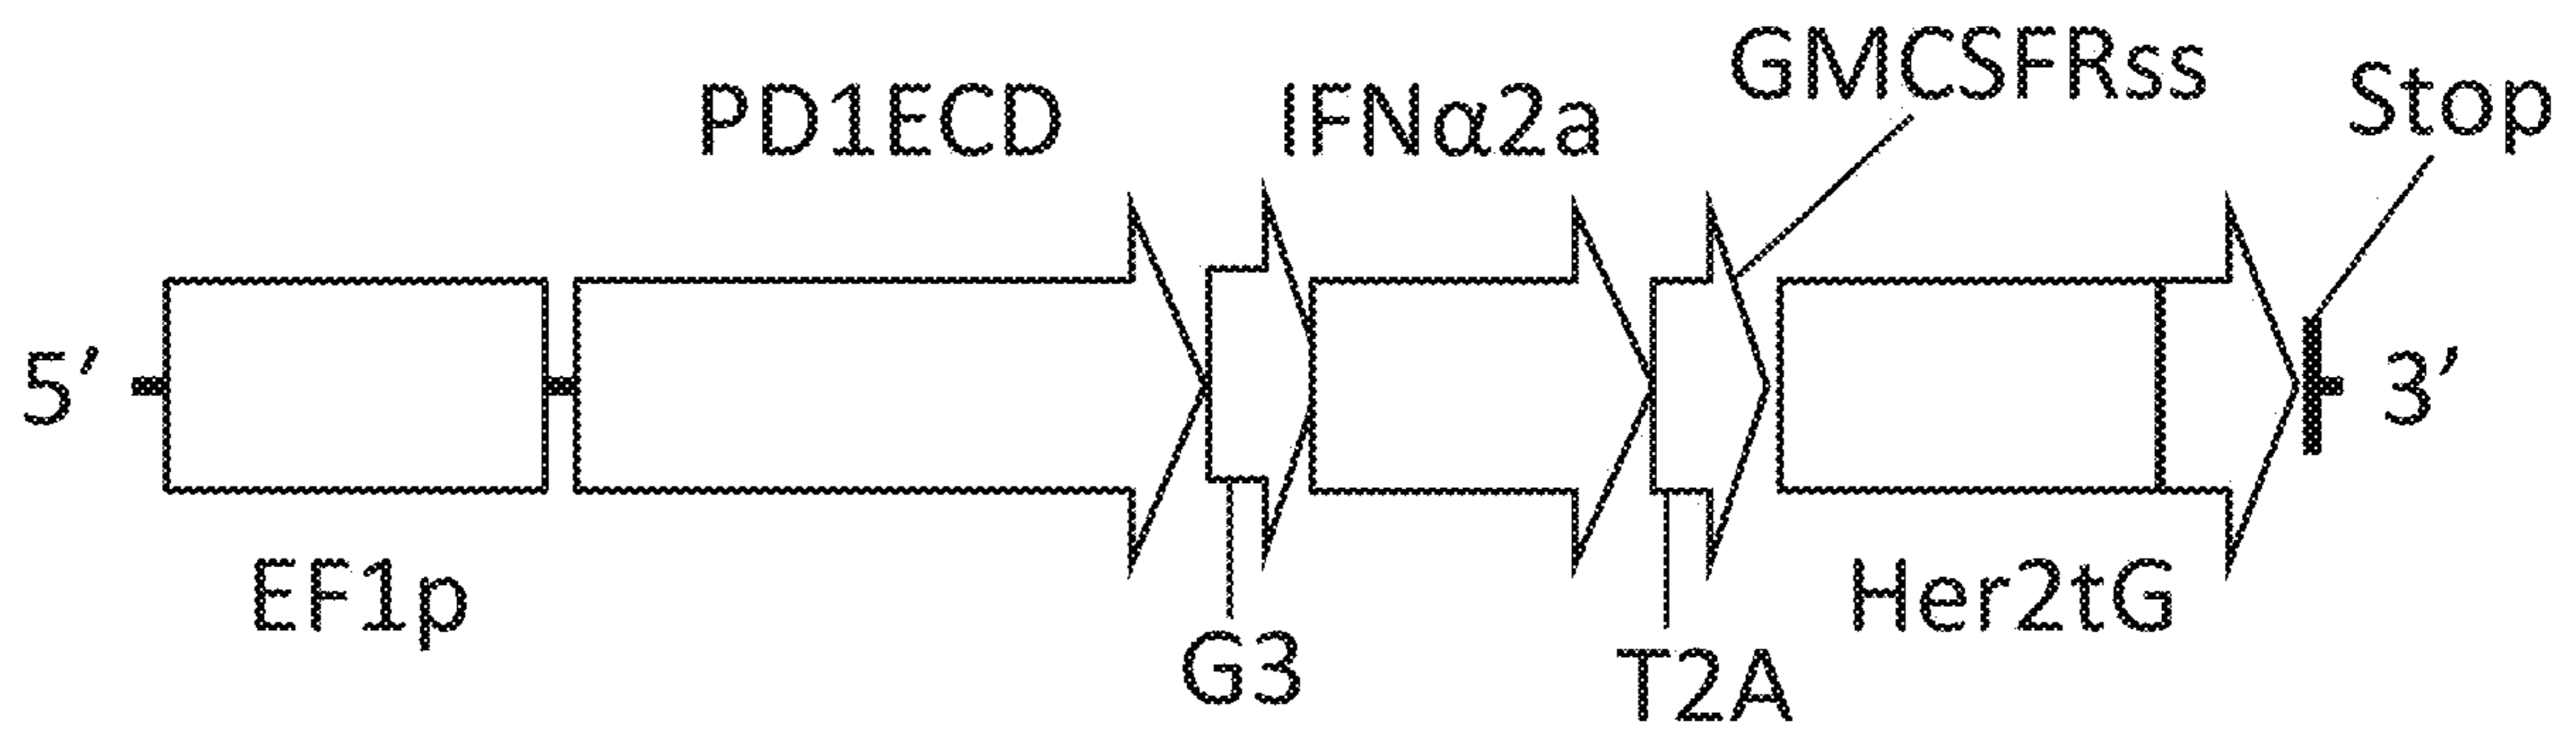 GMCSFRss
Stop
PD1ECD
IFNα2a
5′
3′
EF1p
Her2tG
G3
T2A